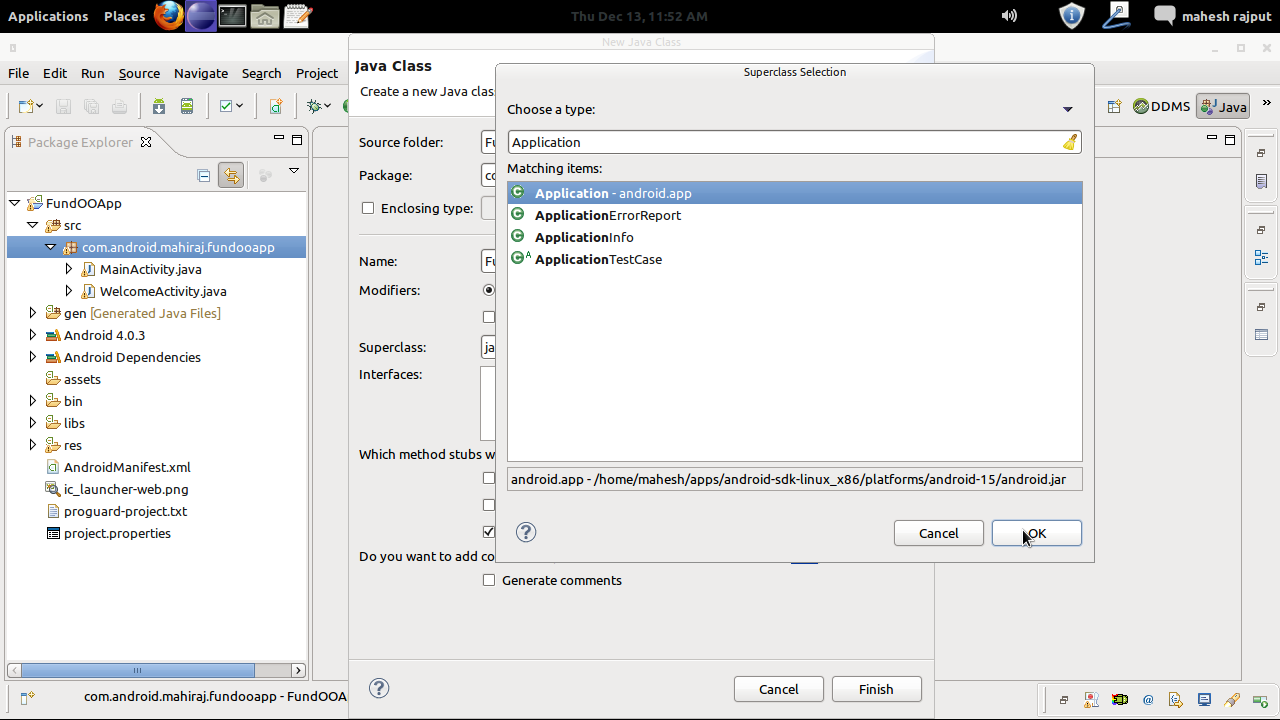 Applications Places Thu Dec 13, 11:52 AM mahesh rajput
New Java Class
File Edit Run Source Navigate Search Project
Java Class
Create a new Java clas
Superclass Selection
Choose a type:
Application
Matching items:
Application - android.app
ApplicationErrorReport
ApplicationInfo
ApplicationTestCase
android.app - /home/mahesh/apps/android-sdk-linux_x86/platforms/android-15/android.jar
Cancel OK
DDMS Java
Package Explorer
FundOOApp
src
com.android.mahiraj.fundooapp
MainActivity.java
WelcomeActivity.java
gen [Generated Java Files]
Android 4.0.3
Android Dependencies
assets
bin
libs
res
AndroidManifest.xml
ic_launcher-web.png
proguard-project.txt
project.properties
Source folder: Fu
Package: co
Enclosing type:
Name: Fu
Modifiers:
Superclass: ja
Interfaces:
Which method stubs w
Do you want to add co
Generate comments
Cancel Finish
com.android.mahiraj.fundooapp - FundOOA